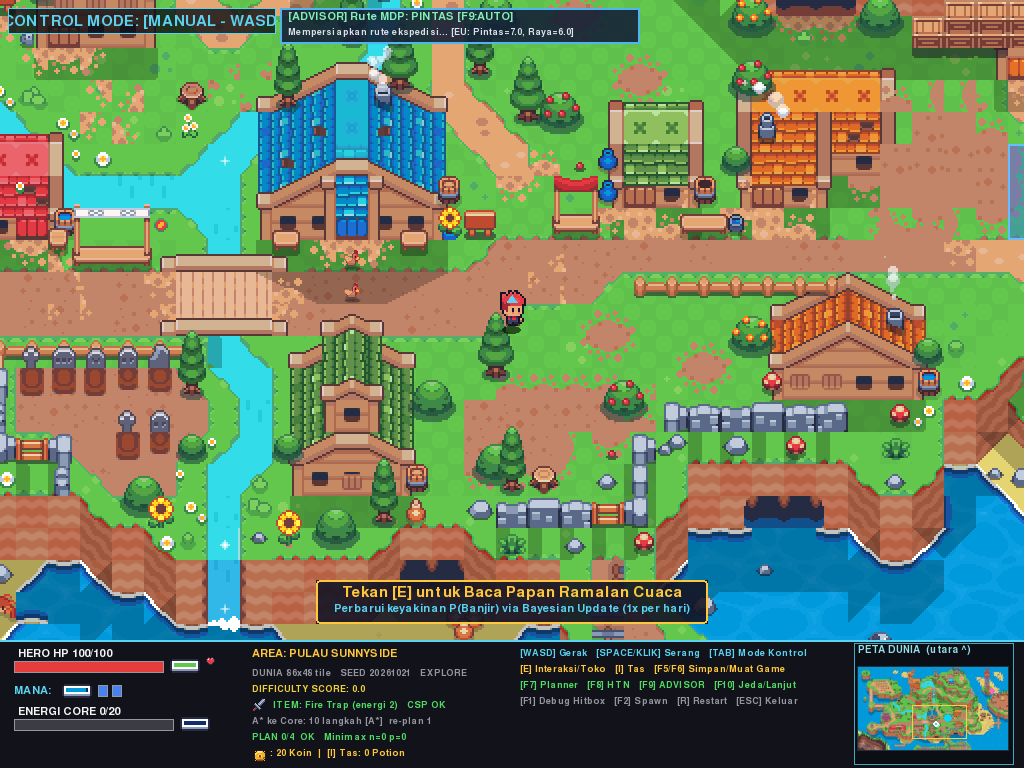 CONTROL MODE: [MANUAL - WASD
[ADVISOR] Rute MDP: PINTAS [F9:AUTO]
Mempersiapkan rute ekspedisi... [EU: Pintas=7.0, Raya=6.0]
Tekan [E] untuk Baca Papan Ramalan Cuaca
Perbarui keyakinan P(Banjir) via Bayesian Update (1x per hari)
HERO HP 100/100
MANA:
ENERGI CORE 0/20
AREA: PULAU SUNNYSIDE
DUNIA 86x48 tile SEED 20261021 EXPLORE
DIFFICULTY SCORE: 0.0
ITEM: Fire Trap (energi 2) CSP OK
A* ke Core: 10 langkah [A*] re-plan 1
PLAN 0/4 OK Minimax n=0 p=0
: 20 Koin | [I] Tas: 0 Potion
[WASD] Gerak [SPACE/KLIK] Serang [TAB] Mode Kontrol
[E] Interaksi/Toko [I] Tas [F5/F6] Simpan/Muat Game
[F7] Planner [F8] HTN [F9] ADVISOR [F10] Jeda/Lanjut
[F1] Debug Hitbox [F2] Spawn [R] Restart [ESC] Keluar
PETA DUNIA (utara ^)